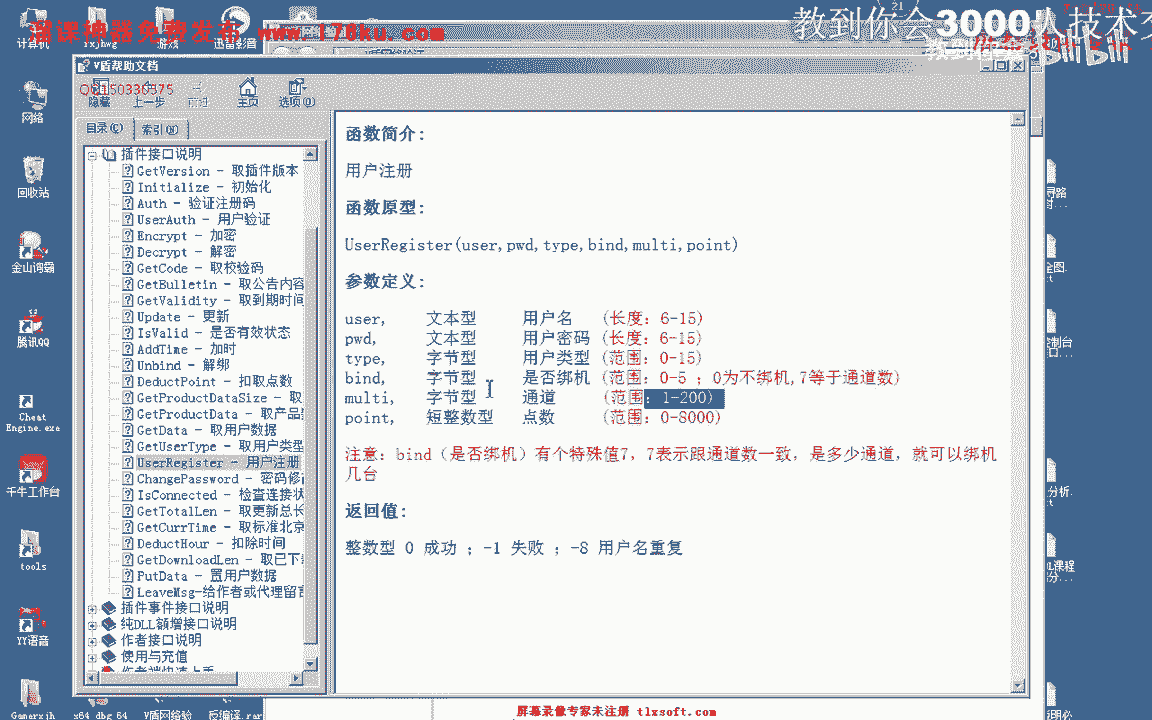 溜课神器免费发布 www.170ku.com
教到你会3000人技术交
bilibili
计算机
rxjhwg
游戏
迅雷影音
网络
回收站
金山词霸
腾讯QQ
Cheat
Engine.exe
千牛工作台
tools
YY语音
Gamerxjh
x64_dbg_64
V盾网络验
反编译.rar
V盾帮助文档
QQ150330375
隐藏
上一步
前进
主页
选项(O)
目录(C)
索引(N)
插件接口说明
GetVersion - 取插件版本
Initialize - 初始化
Auth - 验证注册码
UserAuth - 用户验证
Encrypt - 加密
Decrypt - 解密
GetCode - 取校验码
GetBulletin - 取公告内容
GetValidity - 取到期时间
Update - 更新
IsValid - 是否有效状态
AddTime - 加时
Unbind - 解绑
DeductPoint - 扣取点数
GetProductDataSize - 取
GetProductData - 取产品
GetData - 取用户数据
GetUserType - 取用户类型
UserRegister - 用户注册
ChangePassword - 密码修
IsConnected - 检查连接状
GetTotalLen - 取更新总长
GetCurrTime - 取标准北京
DeductHour - 扣除时间
GetDownloadLen - 取已下
PutData - 置用户数据
LeaveMsg-给作者或代理留言
插件事件接口说明
纯DLL额增接口说明
作者接口说明
使用与充值
作者端快速上手
函数简介:
用户注册
函数原型:
UserRegister(user,pwd,type,bind,multi,point)
参数定义:
user, 文本型 用户名 (长度: 6-15)
pwd, 文本型 用户密码 (长度: 6-15)
type, 字节型 用户类型 (范围: 0-15)
bind, 字节型 是否绑机 (范围: 0-5 ; 0为不绑机,7等于通道数)
multi, 字节型 通道 (范围: 1-200)
point, 短整数型 点数 (范围: 0-8000)
注意: bind (是否绑机) 有个特殊值7, 7表示跟通道数一致, 是多少通道, 就可以绑机
几台
返回值:
整数型 0 成功 ; -1 失败 ; -8 用户名重复
屏幕录像专家未注册 tlxsoft.com